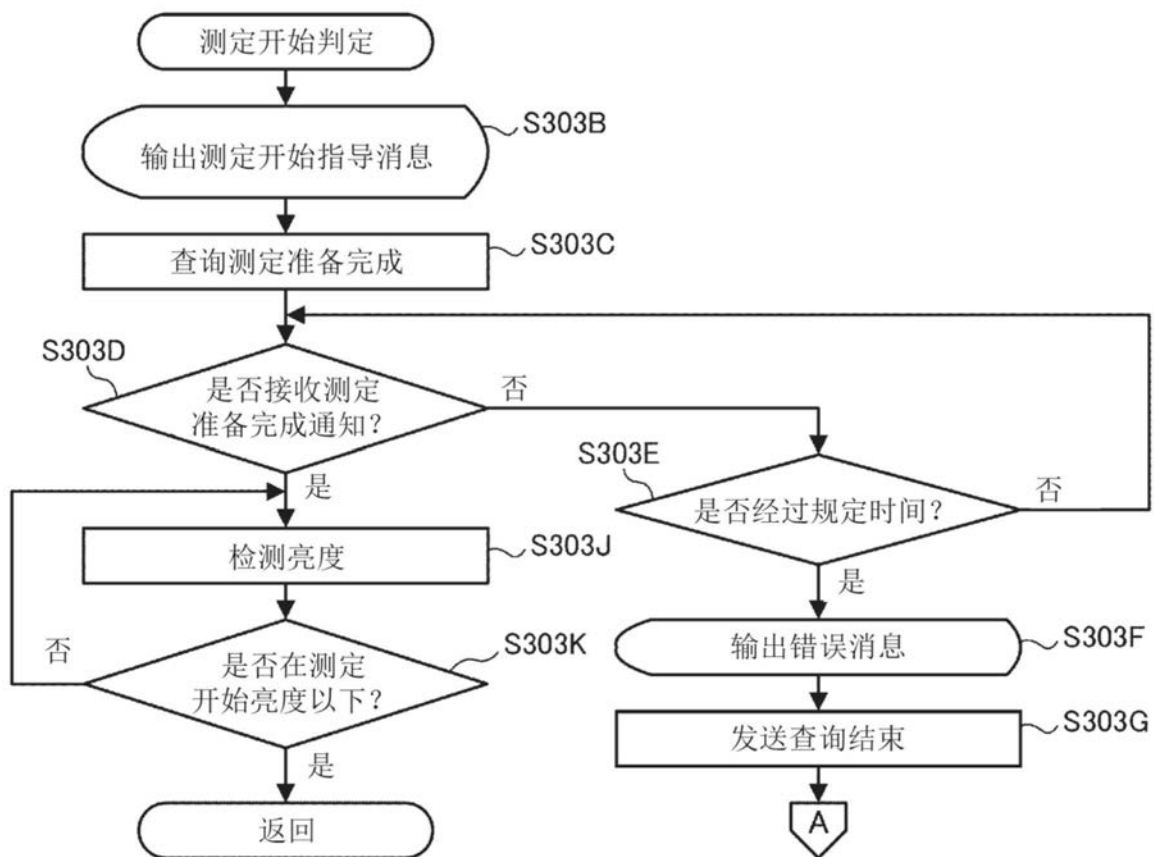 测定开始判定
S303B
输出测定开始指导消息
S303C
查询测定准备完成
S303D
是否接收测定
准备完成通知？
否
是
S303E
是否经过规定时间？
否
是
S303J
检测亮度
S303K
是否在测定
开始亮度以下？
否
是
返回
S303F
输出错误消息
S303G
发送查询结束
A